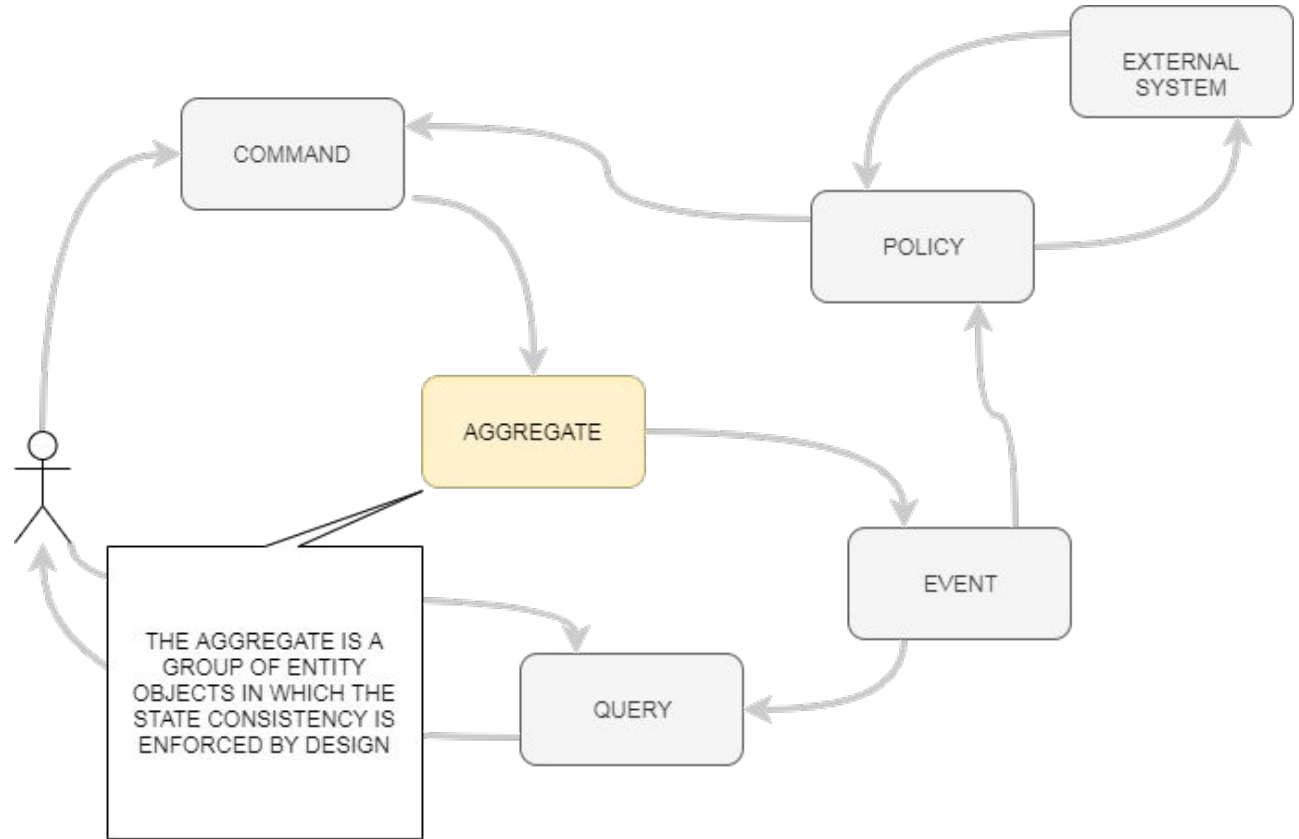 EXTERNAL
SYSTEM
COMMAND
POLICY
AGGREGATE
EVENT
THE AGGREGATE IS A
GROUP OF ENTITY
OBJECTS IN WHICH THE
STATE CONSISTENCY IS
ENFORCED BY DESIGN
QUERY